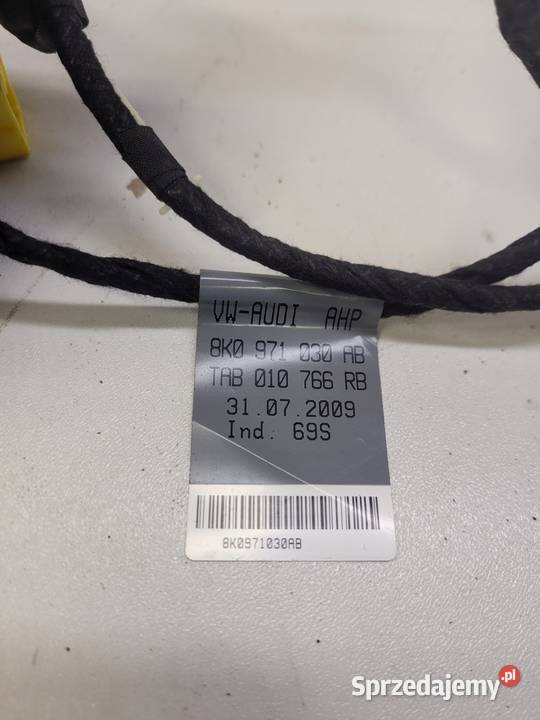 VW-AUDI AHP
8K0 971 030 AB
TAB 010 766 RB
31.07.2009
Ind. 69S
8K0971030AB
Sprzedajemy.pl